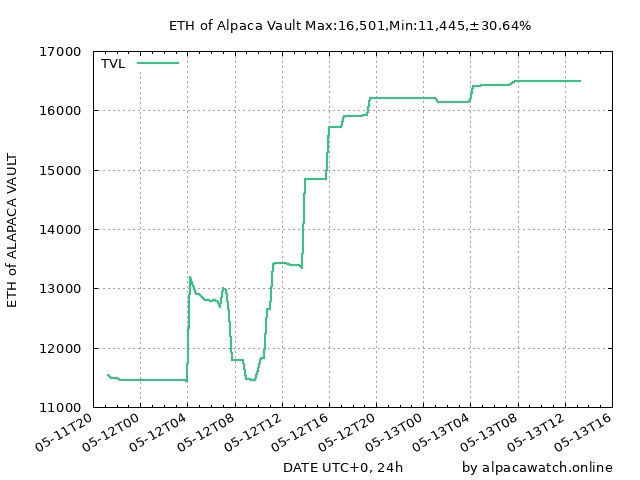 ETH of Alpaca Vault Max:16,501,Min:11,445,±30.64%
TVL
17000
16000
15000
14000
13000
12000
11000
ETH of ALAPACA VAULT
05-11T20
05-12T00
05-12T04
05-12T08
05-12T12
05-12T16
05-12T20
05-13T00
05-13T04
05-13T08
05-13T12
05-13T16
DATE UTC+0, 24h
by alpacawatch.online